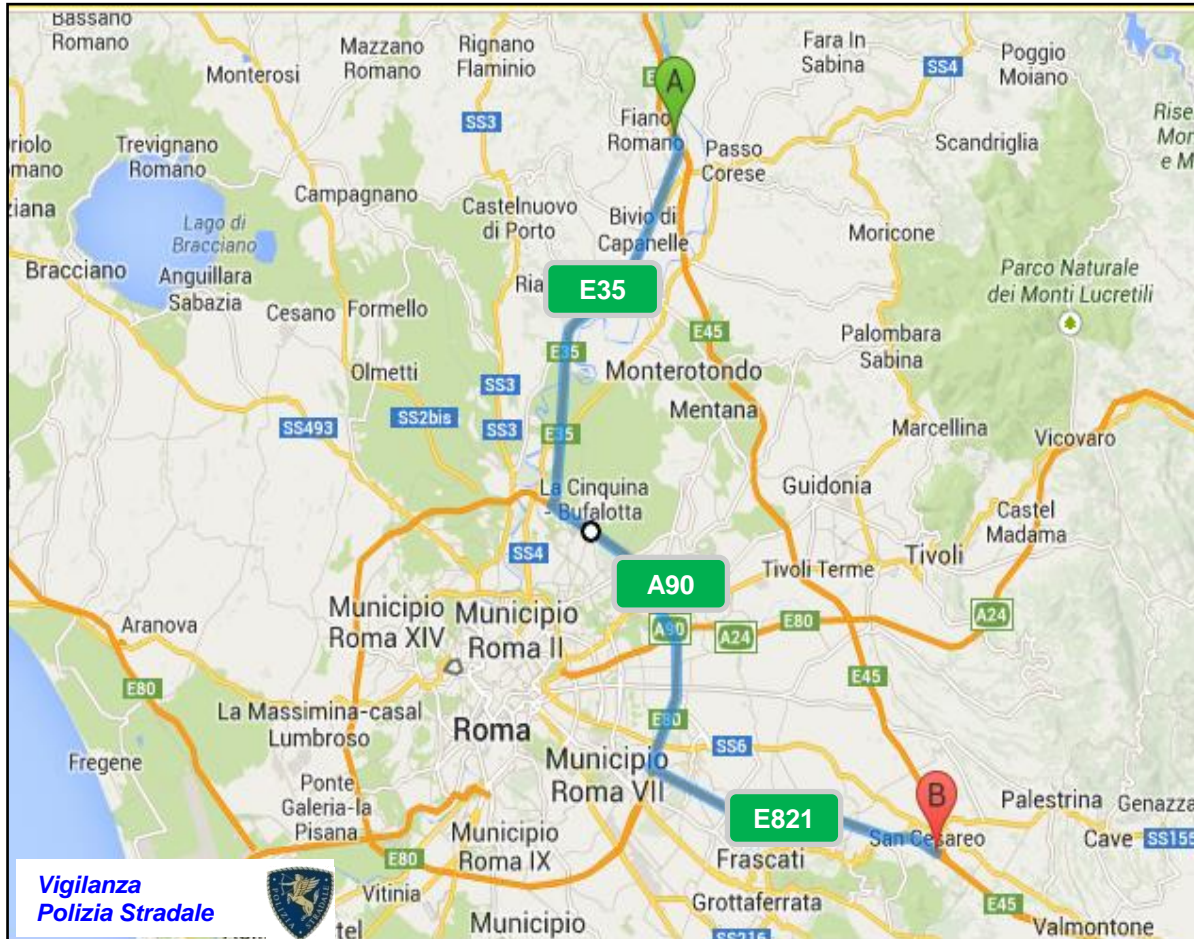 Bassano
Romano
Mazzano
Romano
Rignano
Flaminio
Fara In
Sabina
Poggio
Moiano
Monterosi
SS4
A
SS3
Fiano
Romano
Trevignano
Romano
Passo
Corese
Scandriglia
Campagnano
Castelnuovo
di Porto
Bivio di
Capanelle
Moricone
Lago di
Bracciano
Bracciano
Anguillara
Sabazia
Cesano
Formello
E35
Parco Naturale
dei Monti Lucretili
E45
Palombara
Sabina
E35
Olmetti
Monterotondo
SS3
Mentana
SS2bis
SS3
SS493
E35
Marcellina
Vicovaro
La Cinquina
- Bufalotta
Guidonia
Castel
Madama
SS4
Tivoli
Tivoli Terme
A90
Municipio
Roma XIV
Municipio
Roma II
Aranova
A90
A24
E80
A24
E80
E45
La Massimina-casal
Lumbroso
Roma
E80
SS6
Fregene
Municipio
Roma VII
Ponte
Galeria-la
Pisana
B
Palestrina
Genazza
E821
San Cesareo
Cave
SS155
Municipio
Roma IX
Frascati
E80
Vitinia
Grottaferrata
E45
Municipio
SS216
Valmontone
Vigilanza
Polizia Stradale
POLIZIA STRADALE